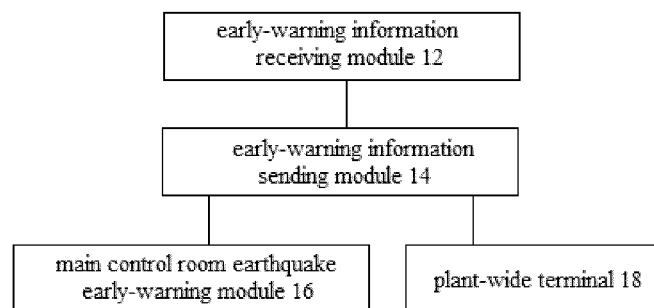 early-warning information
receiving module 12
early-warning information
sending module 14
main control room earthquake
early-warning module 16
plant-wide terminal 18